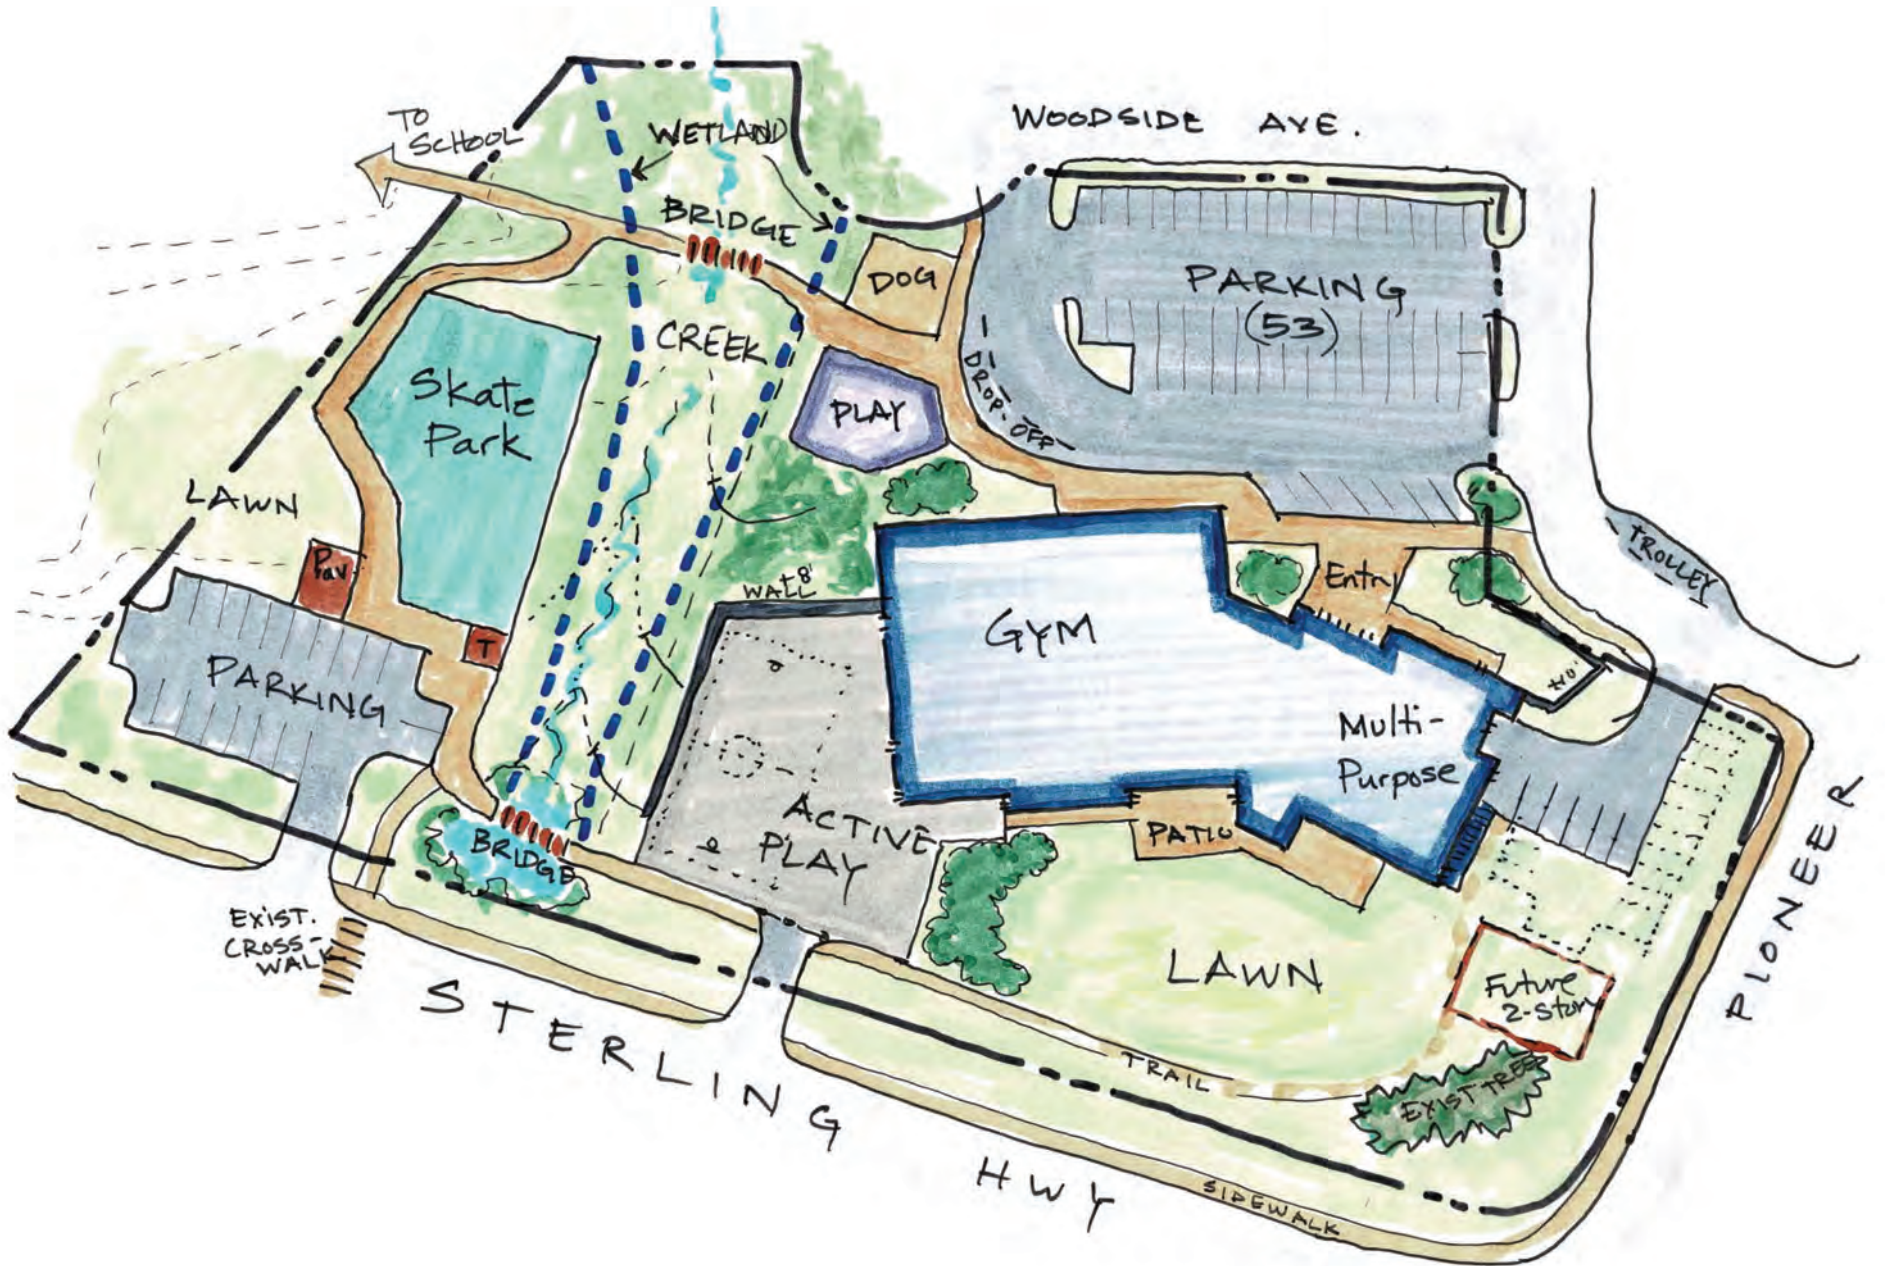 TO
SCHOOL
WETLAND
BRIDGE
WOODSIDE AVE.
DOG
PARKING
(53)
CREEK
DROP-OFF
Skate
Park
PLAY
LAWN
TROLLEY
Pav.
WALL 8'
Entry
GYM
T
PARKING
Multi-
Purpose
ACTIVE
PLAY
PATIO
BRIDGE
EXIST.
CROSS-
WALK
LAWN
Future
2-Story
PIONEER
TRAIL
EXIST TREES
STERLING HWY
SIDEWALK